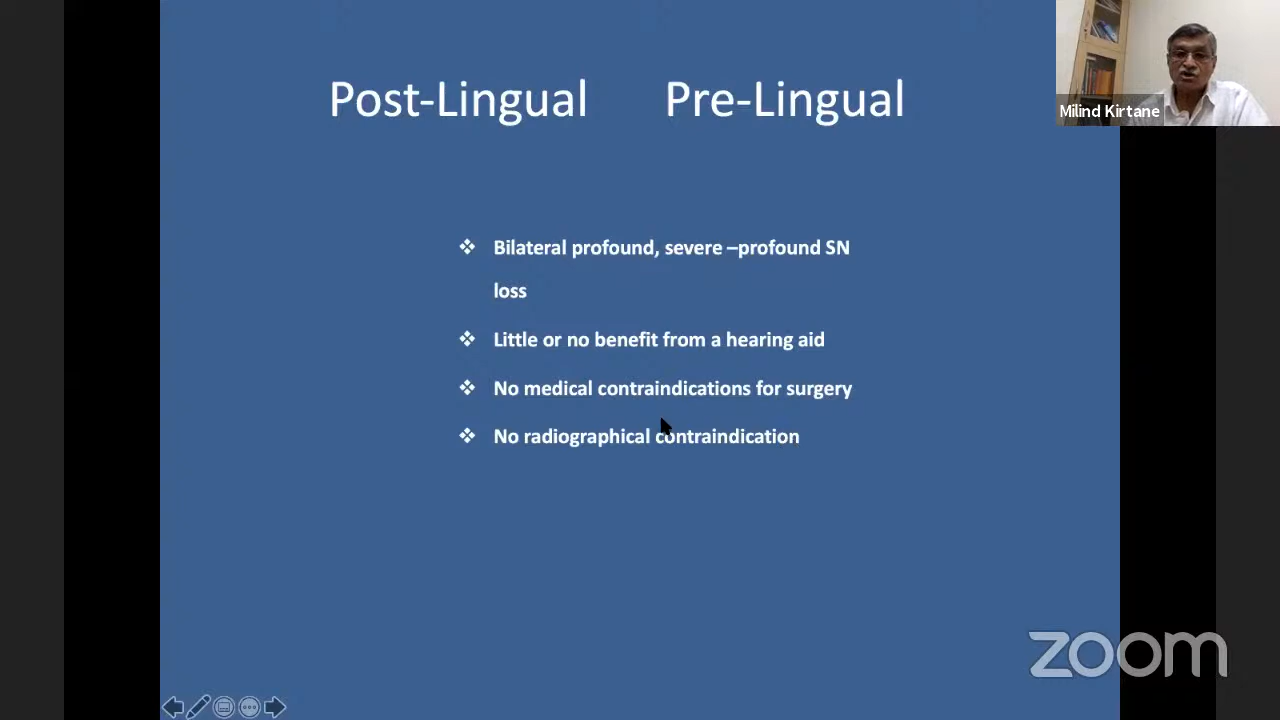 Post-Lingual Pre-Lingual
Milind Kirtane
❖ Bilateral profound, severe –profound SN
loss
❖ Little or no benefit from a hearing aid
❖ No medical contraindications for surgery
❖ No radiographical contraindication
zoom